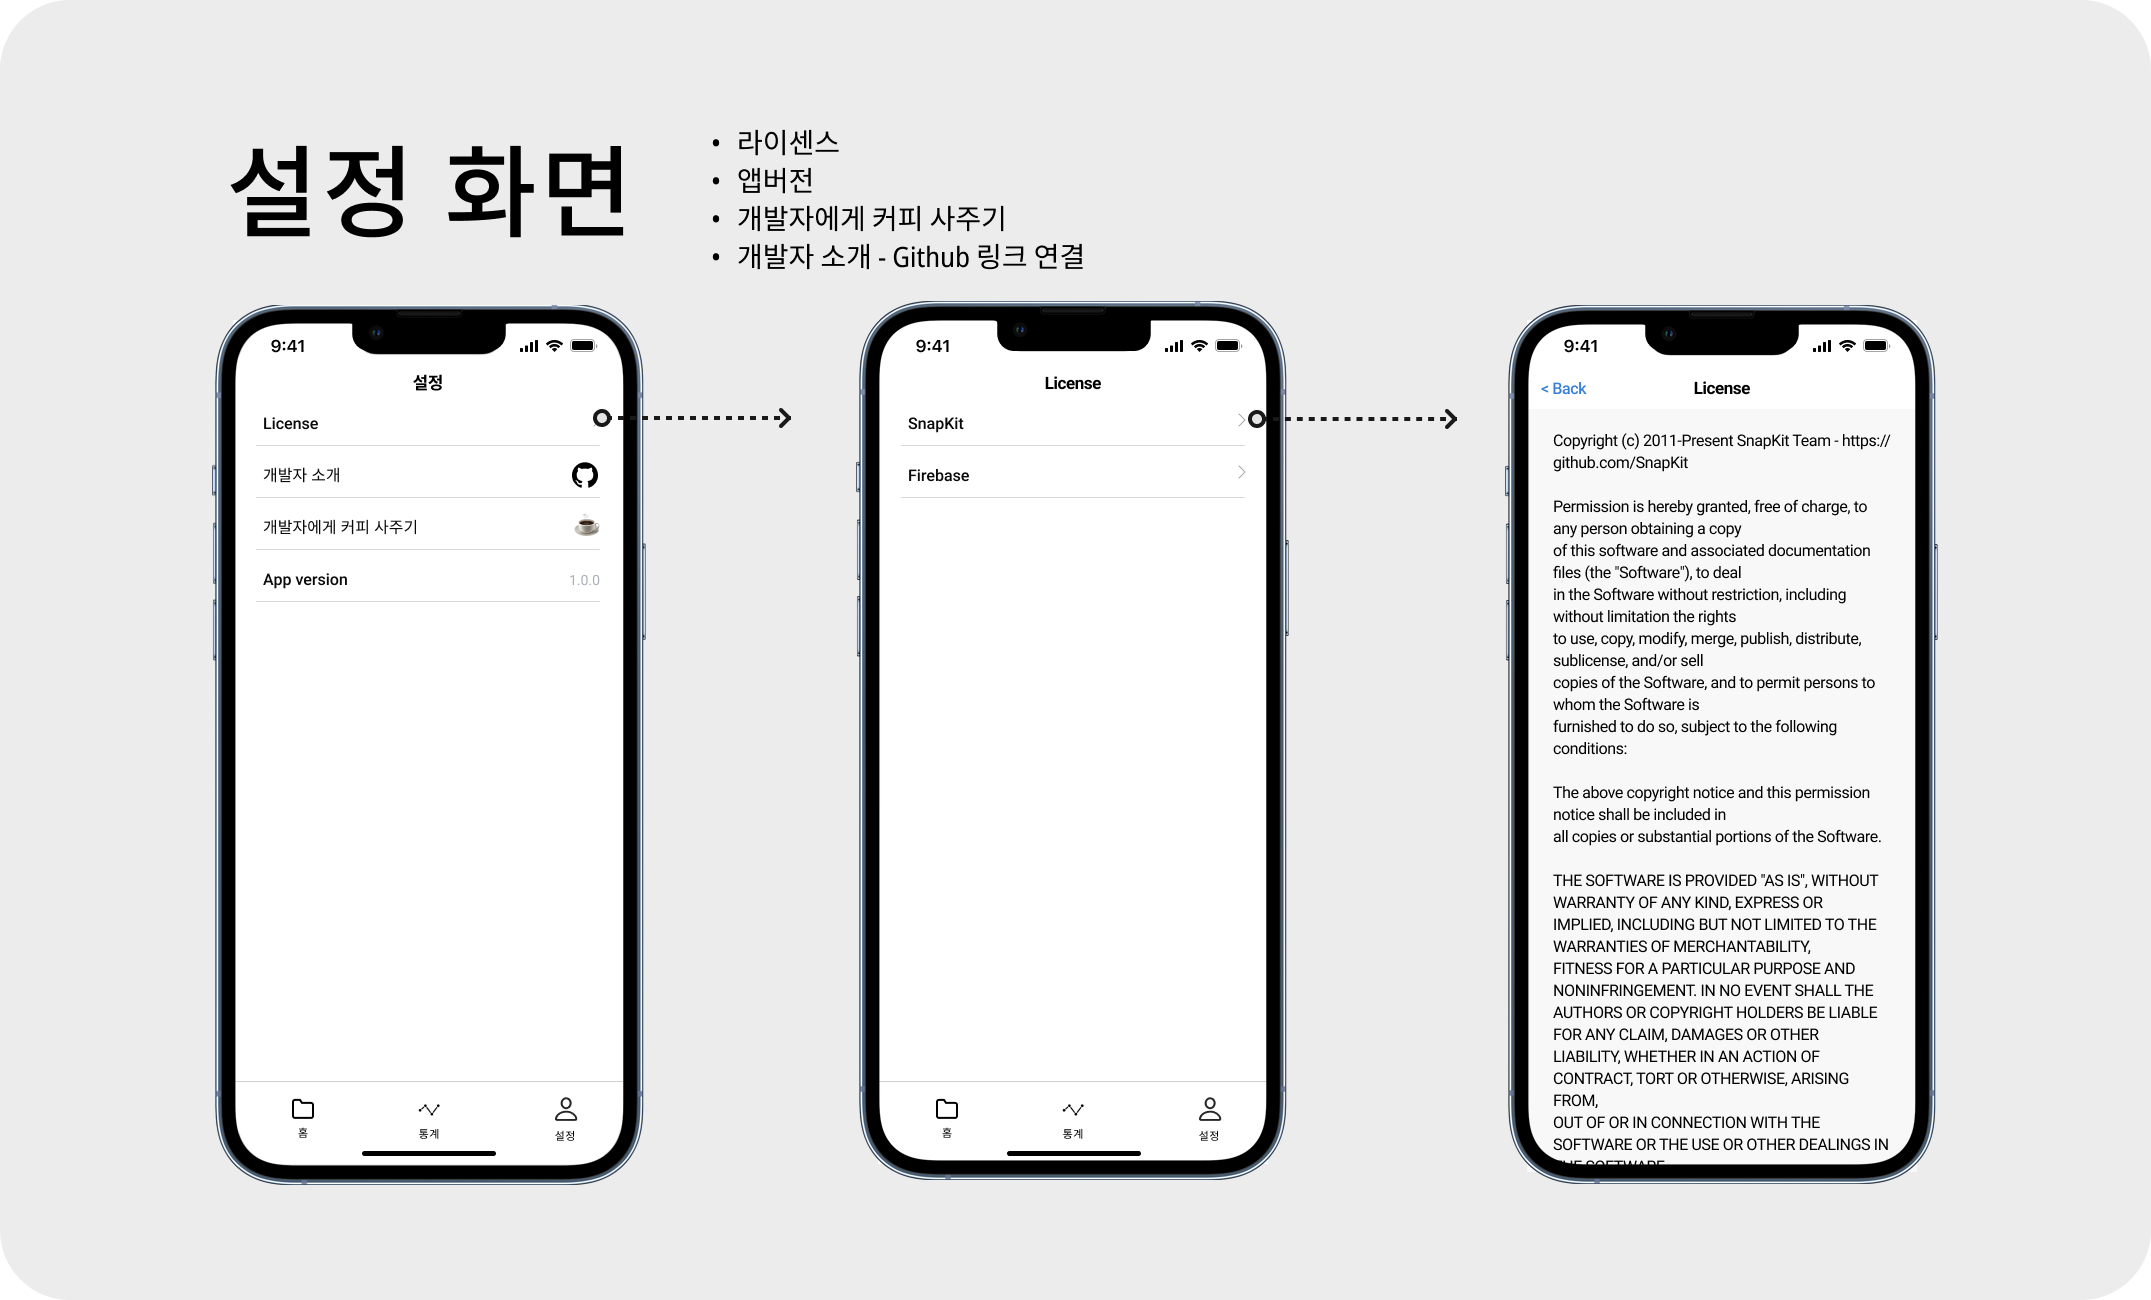 설정 화면
• 라이센스
• 앱버전
• 개발자에게 커피 사주기
• 개발자 소개 - Github 링크 연결
9:41
설정
License
개발자 소개
개발자에게 커피 사주기
App version 1.0.0
홈 통계 설정
9:41
License
SnapKit
Firebase
홈 통계 설정
9:41
< Back License
Copyright (c) 2011-Present SnapKit Team - https://
github.com/SnapKit
Permission is hereby granted, free of charge, to
any person obtaining a copy
of this software and associated documentation
files (the "Software"), to deal
in the Software without restriction, including
without limitation the rights
to use, copy, modify, merge, publish, distribute,
sublicense, and/or sell
copies of the Software, and to permit persons to
whom the Software is
furnished to do so, subject to the following
conditions:
The above copyright notice and this permission
notice shall be included in
all copies or substantial portions of the Software.
THE SOFTWARE IS PROVIDED "AS IS", WITHOUT
WARRANTY OF ANY KIND, EXPRESS OR
IMPLIED, INCLUDING BUT NOT LIMITED TO THE
WARRANTIES OF MERCHANTABILITY,
FITNESS FOR A PARTICULAR PURPOSE AND
NONINFRINGEMENT. IN NO EVENT SHALL THE
AUTHORS OR COPYRIGHT HOLDERS BE LIABLE
FOR ANY CLAIM, DAMAGES OR OTHER
LIABILITY, WHETHER IN AN ACTION OF
CONTRACT, TORT OR OTHERWISE, ARISING
FROM,
OUT OF OR IN CONNECTION WITH THE
SOFTWARE OR THE USE OR OTHER DEALINGS IN
THE SOFTWARE